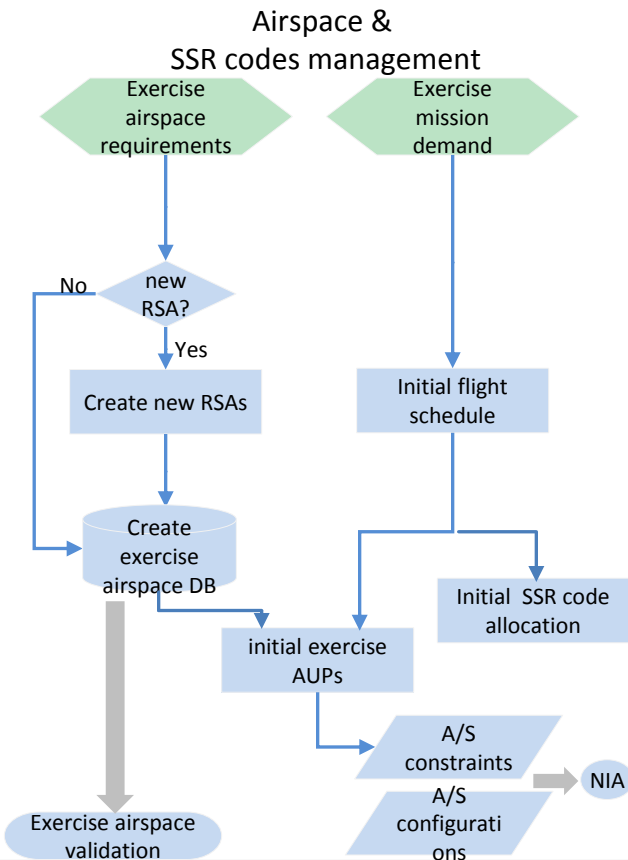 Airspace &
SSR codes management
Exercise
airspace
requirements
Exercise
mission
demand
No
new
RSA?
Yes
Create new RSAs
Initial flight
schedule
Create
exercise
airspace DB
Initial SSR code
allocation
initial exercise
AUPs
A/S
constraints
NIA
A/S
configurati
ons
Exercise airspace
validation